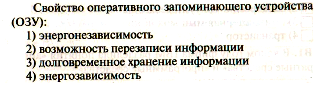 Свойство оперативного запоминающего устройства
(ОЗУ):
1) энергонезависимость
2) возможность перезаписи информации
3) долговременное хранение информации
4) энергозависимость